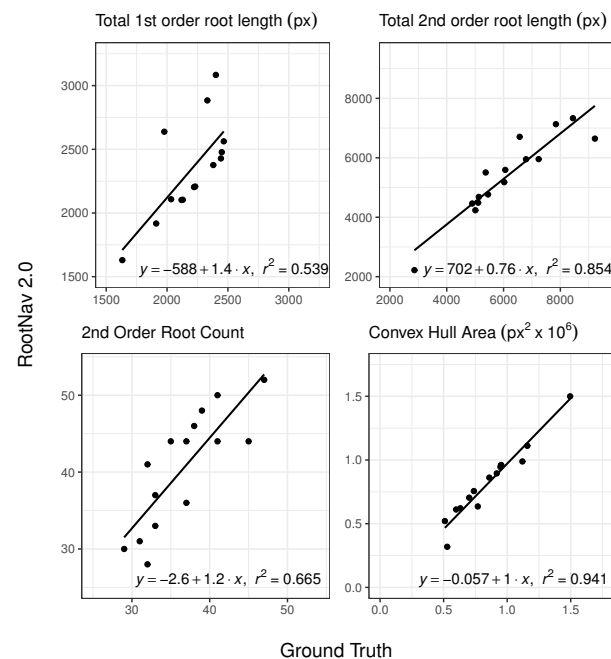 Total 1st order root length (px)
Total 2nd order root length (px)
3000
2500
2000
1500
1500 2000 2500 3000
y = −588 + 1.4 · x, r² = 0.539
8000
6000
4000
2000
2000 4000 6000 8000
y = 702 + 0.76 · x, r² = 0.854
RootNav 2.0
2nd Order Root Count
Convex Hull Area (px² x 10⁶)
50
40
30
30 40 50
y = −2.6 + 1.2 · x, r² = 0.665
1.5
1.0
0.5
0.0
0.0 0.5 1.0 1.5
y = −0.057 + 1 · x, r² = 0.941
Ground Truth